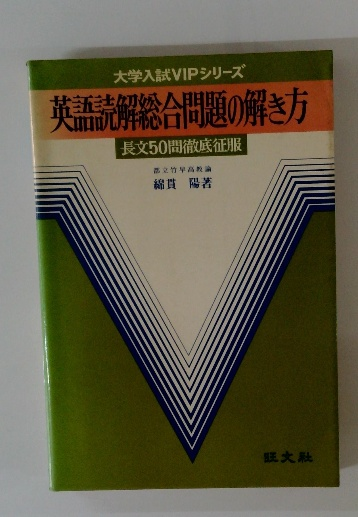 大学入試VIPシリーズ
英語読解総合問題の解き方
長文50問徹底征服
都立竹早高教諭
綿貫 陽著
旺文社